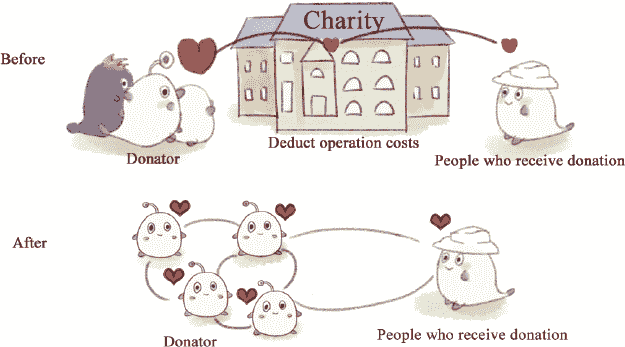 Charity
Before
Donator
Deduct operation costs
People who receive donation
After
Donator
People who receive donation